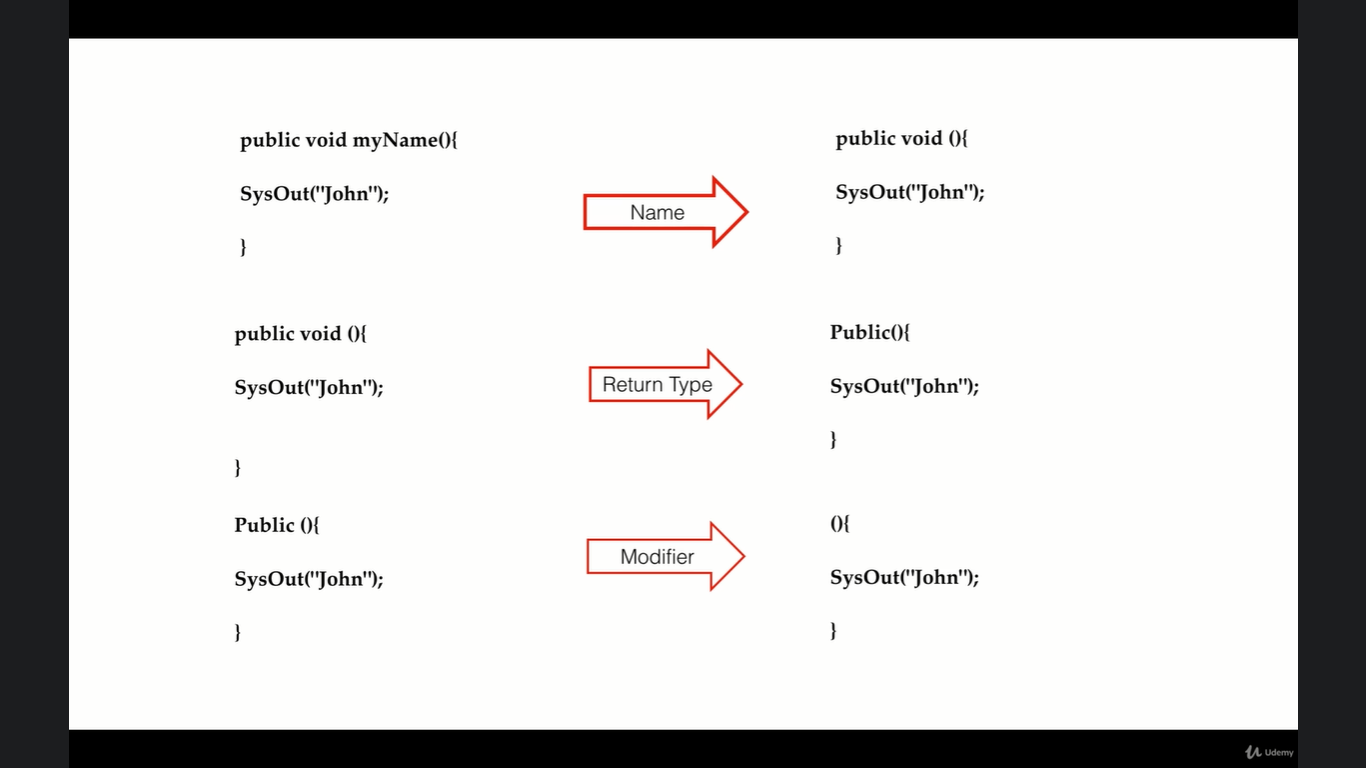 public void myName(){
SysOut("John");
}
Name
public void (){
SysOut("John");
}
public void (){
SysOut("John");
}
Return Type
Public(){
SysOut("John");
}
Public (){
SysOut("John");
}
Modifier
(){
SysOut("John");
}
Udemy